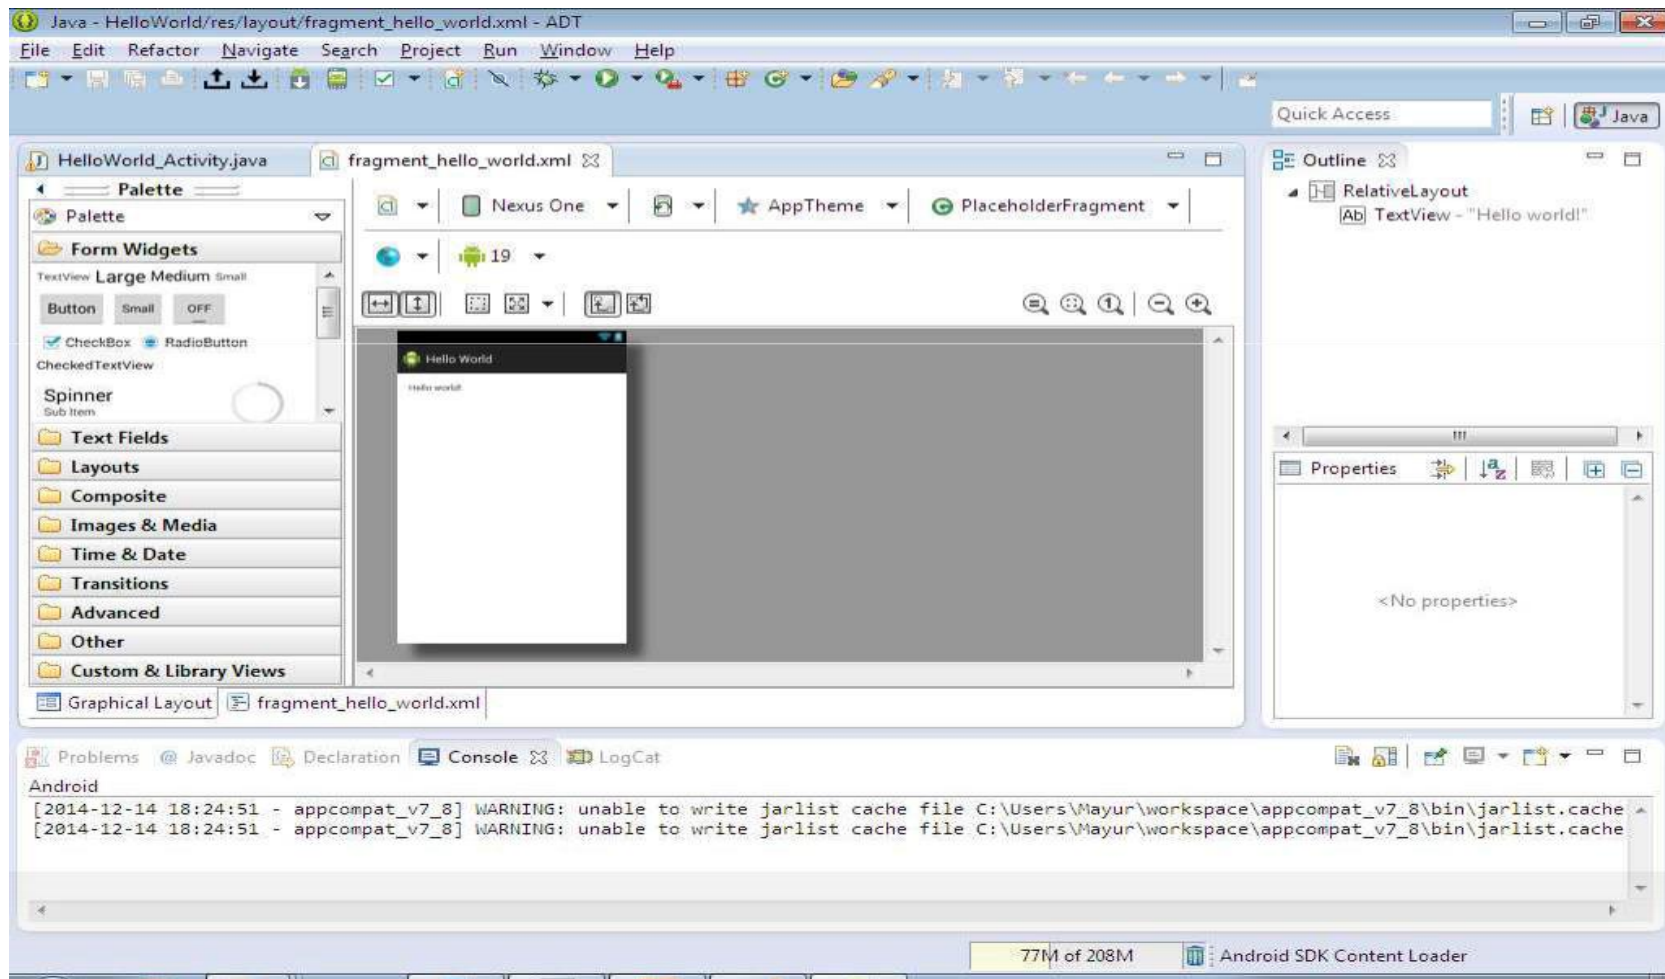 Java - HelloWorld/res/layout/fragment_hello_world.xml - ADT
File Edit Refactor Navigate Search Project Run Window Help
Quick Access
Java
HelloWorld_Activity.java
fragment_hello_world.xml
Palette
Palette
Form Widgets
TextView Large Medium Small
Button Small OFF
CheckBox RadioButton
CheckedTextView
Spinner
Sub Item
Text Fields
Layouts
Composite
Images & Media
Time & Date
Transitions
Advanced
Other
Custom & Library Views
Nexus One AppTheme PlaceholderFragment
19
Hello World
Hello world!
Graphical Layout fragment_hello_world.xml
Outline
RelativeLayout
Ab TextView - "Hello world!"
Properties
<No properties>
Problems @ Javadoc Declaration Console LogCat
Android
[2014-12-14 18:24:51 - appcompat_v7_8] WARNING: unable to write jarlist cache file C:\Users\Mayur\workspace\appcompat_v7_8\bin\jarlist.cache
[2014-12-14 18:24:51 - appcompat_v7_8] WARNING: unable to write jarlist cache file C:\Users\Mayur\workspace\appcompat_v7_8\bin\jarlist.cache
77M of 208M
Android SDK Content Loader